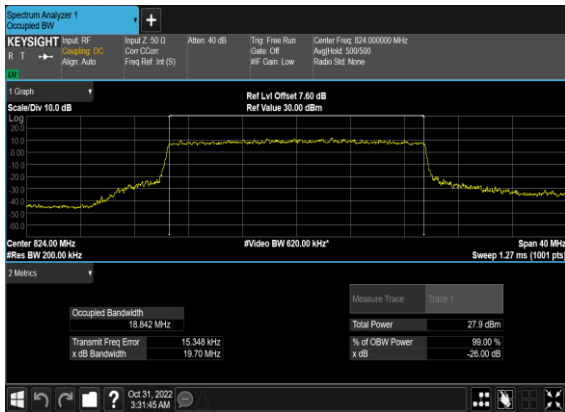 Spectrum Analyzer 1
Occupied BW
KEYSIGHT Input: RF Input Z: 50 Ω Atten: 40 dB Trig: Free Run Center Freq: 824.000000 MHz
R T Coupling: DC Corr CCorr Gate: Off Avg|Hold: 500/500
Align: Auto Freq Ref: Int (S) #IF Gain: Low Radio Std: None
1 Graph
Ref Lvl Offset 7.60 dB
Scale/Div 10.0 dB Ref Value 30.00 dBm
Log
20.0
10.0
0.00
-10.0
-20.0
-30.0
-40.0
-50.0
-60.0
Center 824.00 MHz #Video BW 620.00 kHz* Span 40 MHz
#Res BW 200.00 kHz Sweep 1.27 ms (1001 pts)
2 Metrics
Measure Trace Trace 1
Occupied Bandwidth
18.842 MHz Total Power 27.9 dBm
Transmit Freq Error 15.348 kHz % of OBW Power 99.00 %
x dB Bandwidth 19.70 MHz x dB -26.00 dB
? Oct 31, 2022
3:31:45 AM